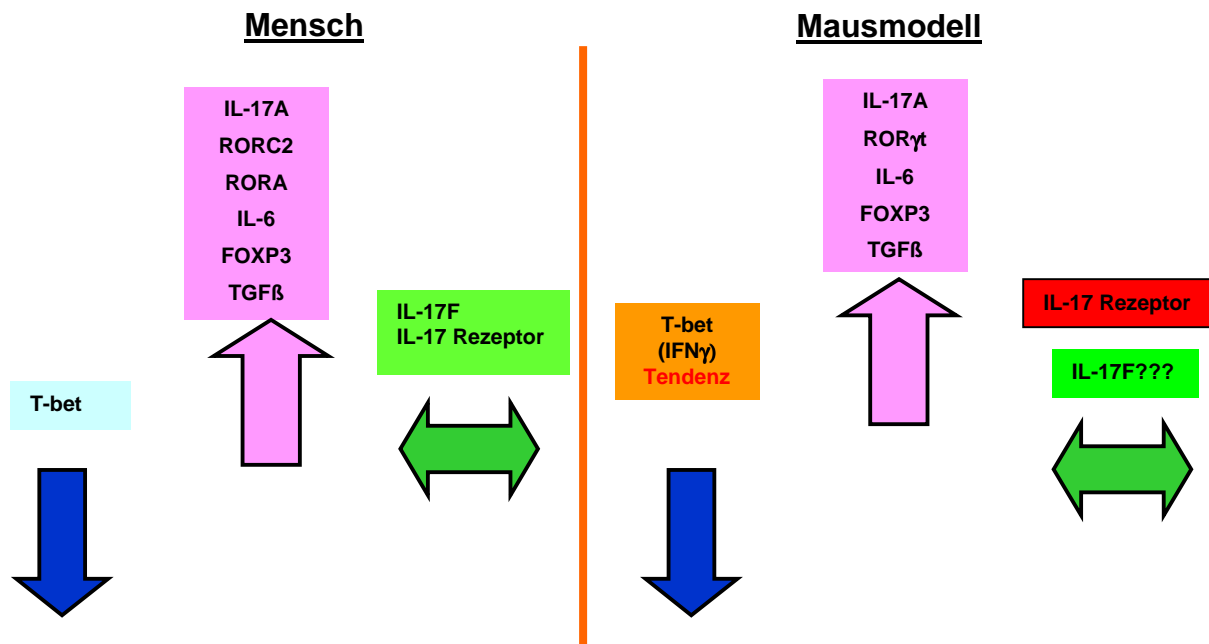 Mensch
IL-17A
RORC2
RORA
IL-6
FOXP3
TGFß
IL-17F
IL-17 Rezeptor
T-bet
Mausmodell
IL-17A
RORγt
IL-6
FOXP3
TGFß
T-bet
(IFNγ)
Tendenz
IL-17 Rezeptor
IL-17F???